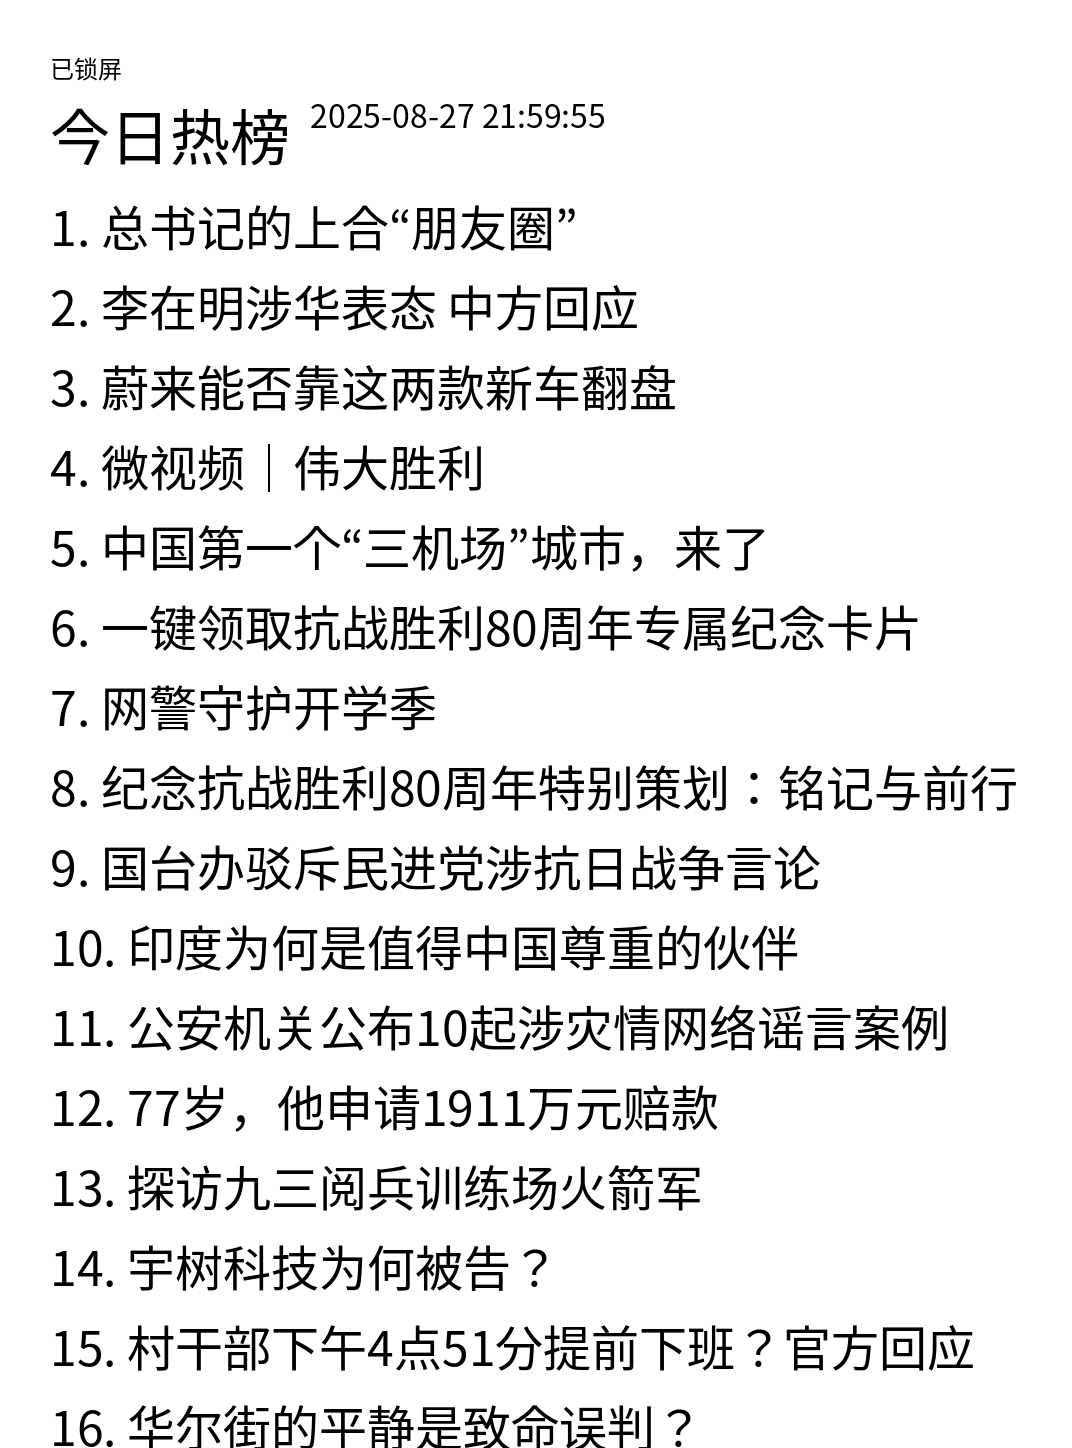 已锁屏
今日热榜 2025-08-27 21:59:55
1. 总书记的上合“朋友圈”
2. 李在明涉华表态 中方回应
3. 蔚来能否靠这两款新车翻盘
4. 微视频｜伟大胜利
5. 中国第一个“三机场”城市，来了
6. 一键领取抗战胜利80周年专属纪念卡片
7. 网警守护开学季
8. 纪念抗战胜利80周年特别策划：铭记与前行
9. 国台办驳斥民进党涉抗日战争言论
10. 印度为何是值得中国尊重的伙伴
11. 公安机关公布10起涉灾情网络谣言案例
12. 77岁，他申请1911万元赔款
13. 探访九三阅兵训练场火箭军
14. 宇树科技为何被告？
15. 村干部下午4点51分提前下班？官方回应
16. 华尔街的平静是致命误判？